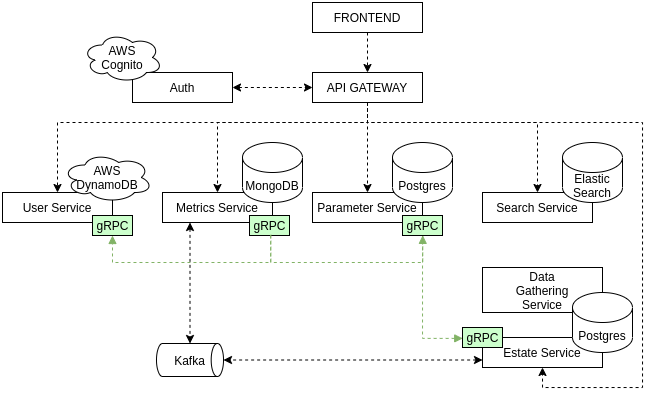 FRONTEND
AWS
Cognito
Auth
API GATEWAY
AWS
DynamoDB
MongoDB
Postgres
Elastic
Search
User Service
Metrics Service
Parameter Service
Search Service
gRPC
gRPC
gRPC
Data
Gathering
Service
Postgres
gRPC
Estate Service
Kafka